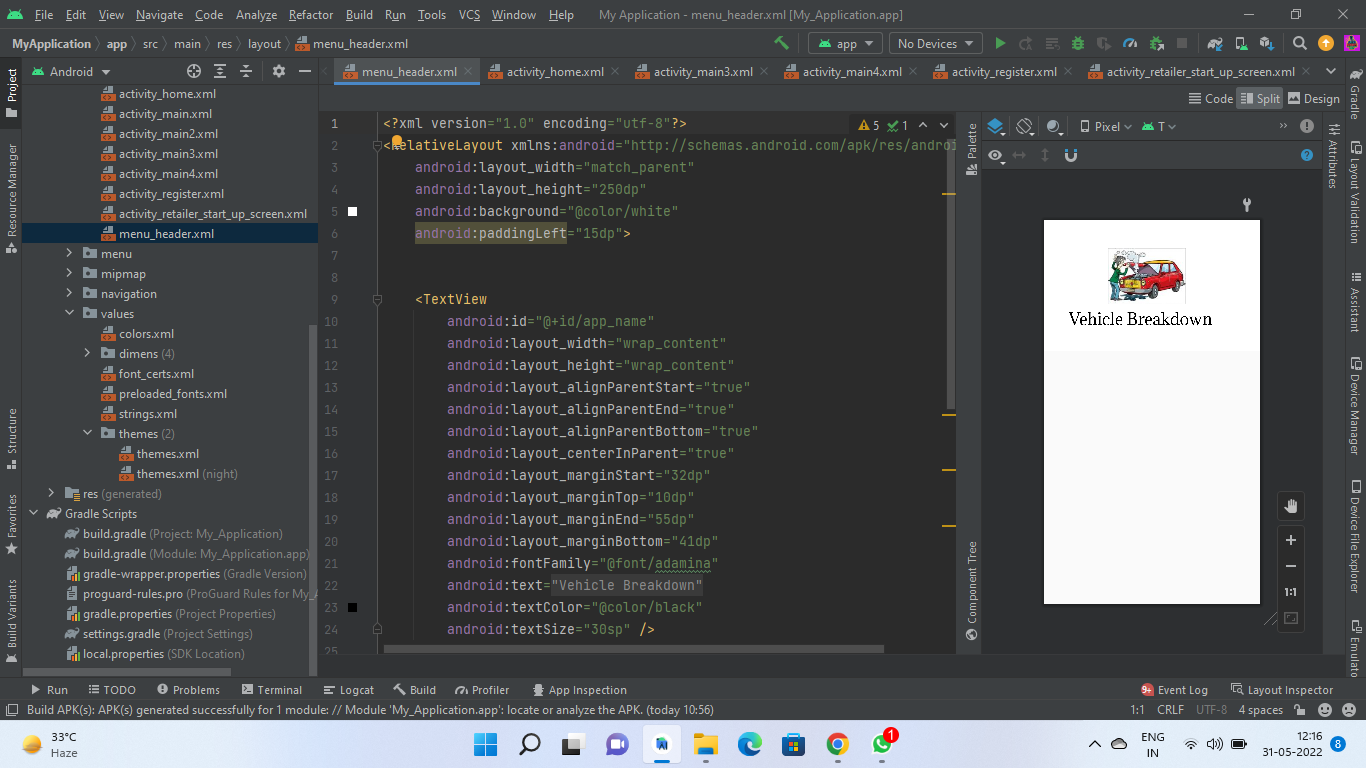 File Edit View Navigate Code Analyze Refactor Build Run Tools VCS Window Help My Application - menu_header.xml [My_Application.app]
MyApplication app src main res layout menu_header.xml app No Devices
Android menu_header.xml activity_home.xml activity_main3.xml activity_main4.xml activity_register.xml activity_retailer_start_up_screen.xml
Code Split Design
Project
Resource Manager
Structure
Favorites
Build Variants
activity_home.xml
activity_main.xml
activity_main2.xml
activity_main3.xml
activity_main4.xml
activity_register.xml
activity_retailer_start_up_screen.xml
menu_header.xml
menu
mipmap
navigation
values
colors.xml
dimens (4)
font_certs.xml
preloaded_fonts.xml
strings.xml
themes (2)
themes.xml
themes.xml (night)
res (generated)
Gradle Scripts
build.gradle (Project: My_Application)
build.gradle (Module: My_Application.app)
gradle-wrapper.properties (Gradle Version)
proguard-rules.pro (ProGuard Rules for My_A
gradle.properties (Project Properties)
settings.gradle (Project Settings)
local.properties (SDK Location)
5 1
1 <?xml version="1.0" encoding="utf-8"?>
2 <RelativeLayout xmlns:android="http://schemas.android.com/apk/res/androi
3 android:layout_width="match_parent"
4 android:layout_height="250dp"
5 android:background="@color/white"
6 android:paddingLeft="15dp">
7
8
9 <TextView
10 android:id="@+id/app_name"
11 android:layout_width="wrap_content"
12 android:layout_height="wrap_content"
13 android:layout_alignParentStart="true"
14 android:layout_alignParentEnd="true"
15 android:layout_alignParentBottom="true"
16 android:layout_centerInParent="true"
17 android:layout_marginStart="32dp"
18 android:layout_marginTop="10dp"
19 android:layout_marginEnd="55dp"
20 android:layout_marginBottom="41dp"
21 android:fontFamily="@font/adamina"
22 android:text="Vehicle Breakdown"
23 android:textColor="@color/black"
24 android:textSize="30sp" />
25
Palette
Component Tree
Pixel T
Vehicle Breakdown
1:1
Attributes
Gradle
Layout Validation
Assistant
Device Manager
Device File Explorer
Emulato
Run TODO Problems Terminal Logcat Build Profiler App Inspection 9+ Event Log Layout Inspector
Build APK(s): APK(s) generated successfully for 1 module: // Module 'My_Application.app': locate or analyze the APK. (today 10:56) 1:1 CRLF UTF-8 4 spaces
33°C
Haze
1
ENG
IN
12:16
31-05-2022
8